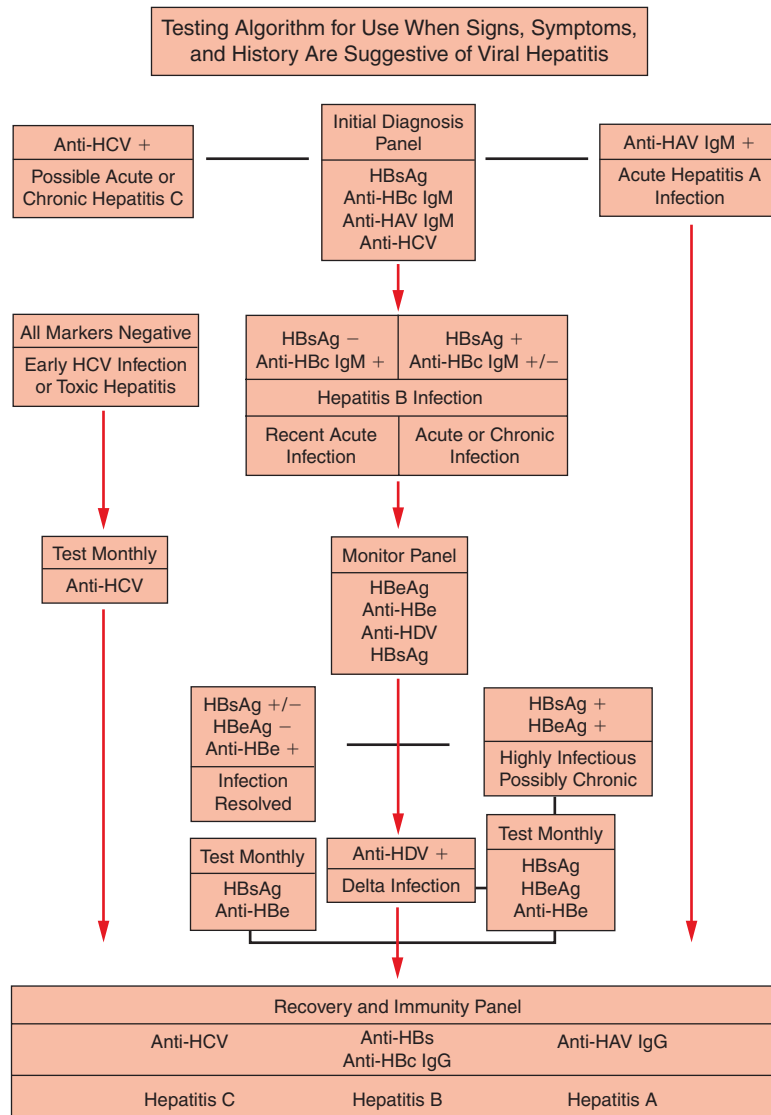 Testing Algorithm for Use When Signs, Symptoms,
and History Are Suggestive of Viral Hepatitis
Anti-HCV +
Possible Acute or
Chronic Hepatitis C
Initial Diagnosis
Panel
HBsAg
Anti-HBc IgM
Anti-HAV IgM
Anti-HCV
Anti-HAV IgM +
Acute Hepatitis A
Infection
All Markers Negative
Early HCV Infection
or Toxic Hepatitis
HBsAg −
Anti-HBc IgM +
HBsAg +
Anti-HBc IgM +/−
Hepatitis B Infection
Recent Acute
Infection
Acute or Chronic
Infection
Test Monthly
Anti-HCV
Monitor Panel
HBeAg
Anti-HBe
Anti-HDV
HBsAg
HBsAg +/−
HBeAg −
Anti-HBe +
Infection
Resolved
HBsAg +
HBeAg +
Highly Infectious
Possibly Chronic
Test Monthly
HBsAg
Anti-HBe
Anti-HDV +
Delta Infection
Test Monthly
HBsAg
HBeAg
Anti-HBe
Recovery and Immunity Panel
Anti-HCV
Anti-HBs
Anti-HBc IgG
Anti-HAV IgG
Hepatitis C
Hepatitis B
Hepatitis A